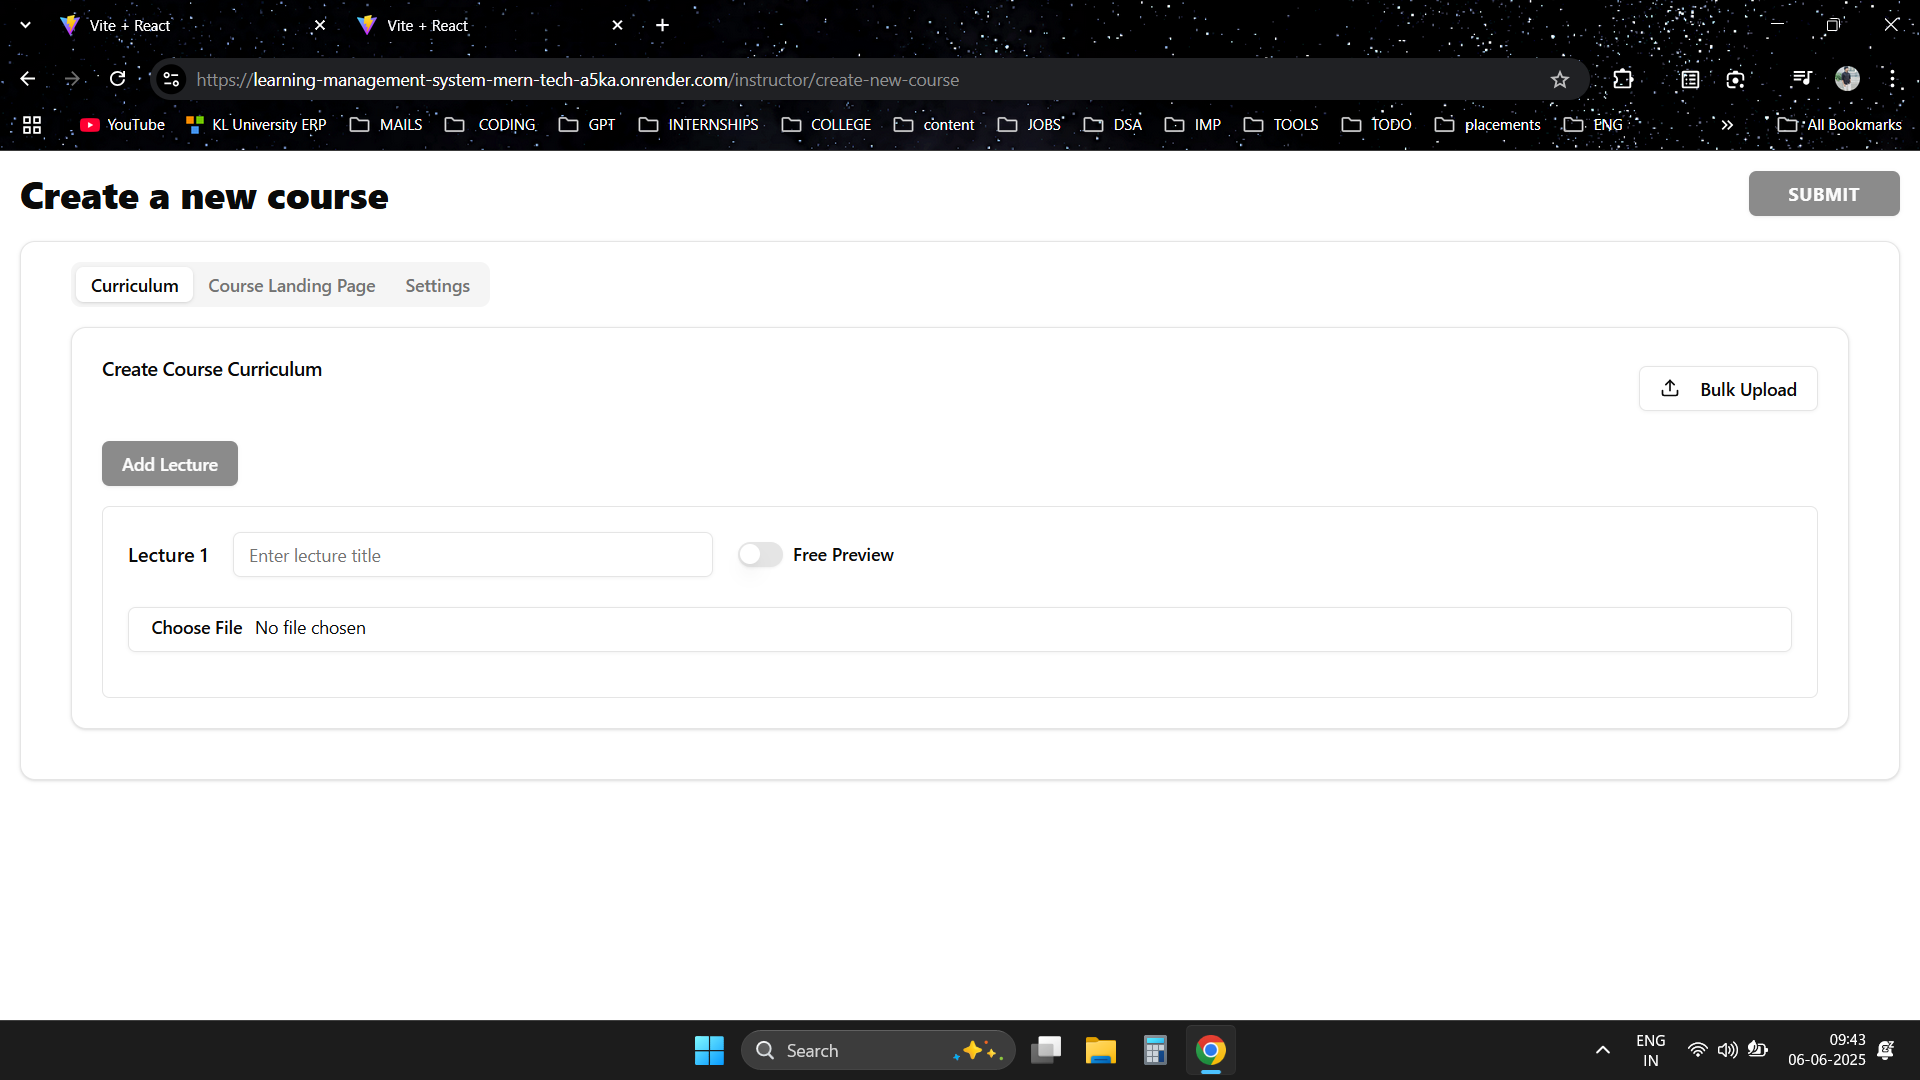 Vite + React
Vite + React
https://learning-management-system-mern-tech-a5ka.onrender.com/instructor/create-new-course
YouTube KL University ERP MAILS CODING GPT INTERNSHIPS COLLEGE content JOBS DSA IMP TOOLS TODO placements ENG » All Bookmarks
Create a new course
SUBMIT
Curriculum Course Landing Page Settings
Create Course Curriculum
Bulk Upload
Add Lecture
Lecture 1 Enter lecture title Free Preview
Choose File No file chosen
Search
ENG
IN
09:43
06-06-2025